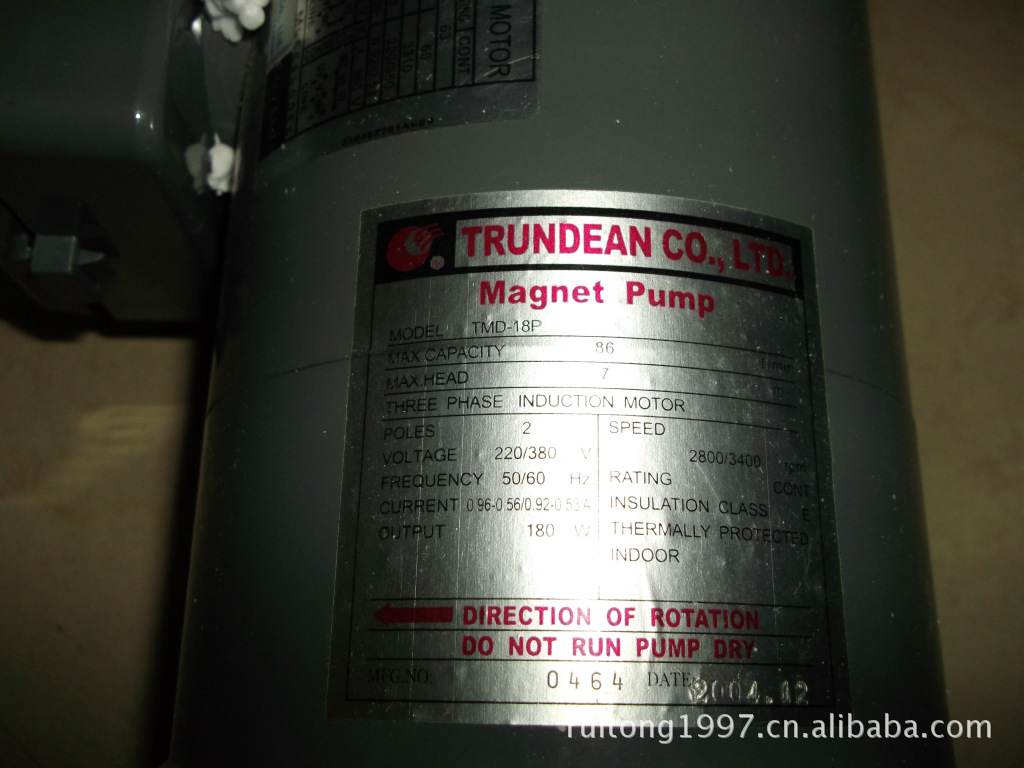 MOTOR
CONT.
TRUNDEAN CO., LTD.
Magnet Pump
MODEL TMD-18P
MAX.CAPACITY 86 ℓ/min
MAX.HEAD 7 m
THREE PHASE INDUCTION MOTOR
POLES 2
SPEED
VOLTAGE 220/380 V
2800/3400 rpm
FREQUENCY 50/60 Hz
RATING CONT
CURRENT 0.96-0.56/0.92-0.53 A
INSULATION CLASS E
OUTPUT 180 W
THERMALLY PROTECTED
INDOOR
DIRECTION OF ROTATION
DO NOT RUN PUMP DRY
MFG.NO: 0464 DATE: 2004.12
ruitong1997.cn.alibaba.com